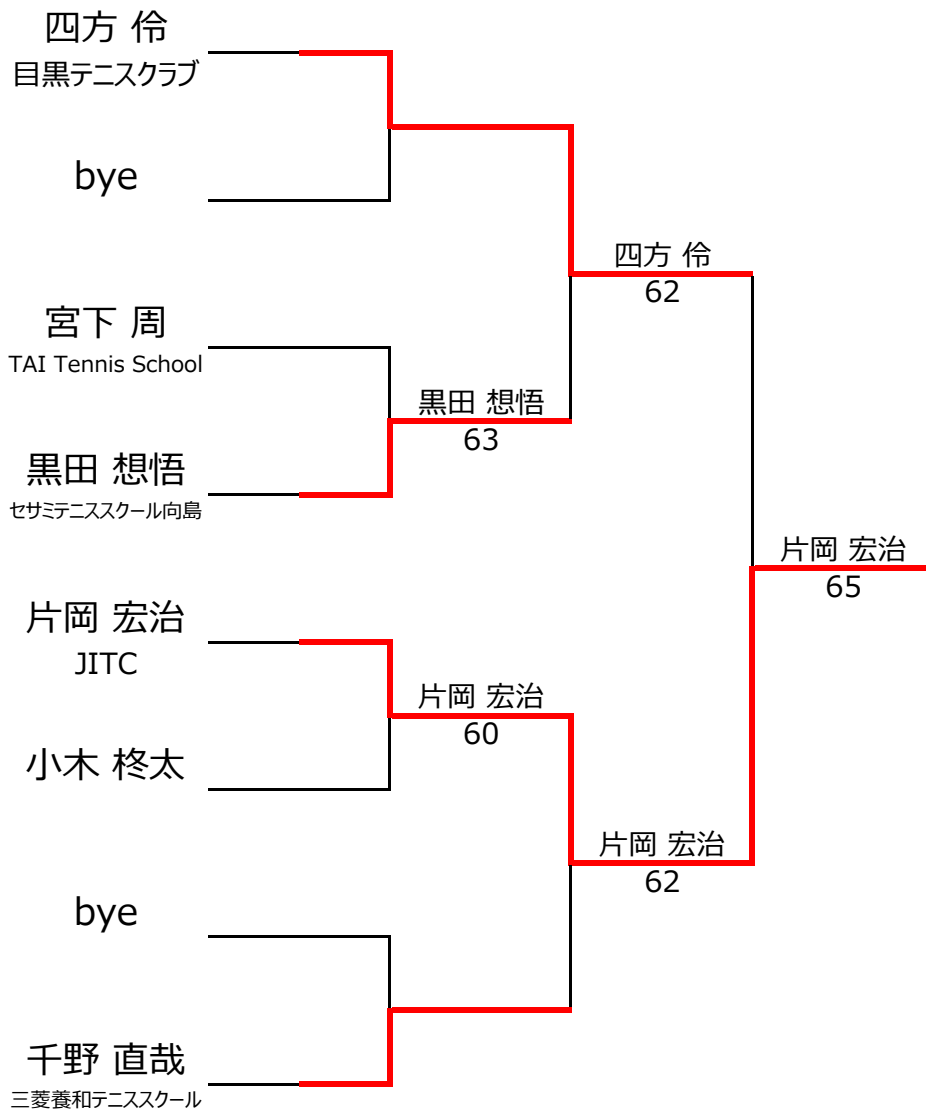 四方 伶
目黒テニスクラブ
bye
宮下 周
TAI Tennis School
黒田 想悟
セサミテニススクール向島
片岡 宏治
JITC
小木 柊太
bye
千野 直哉
三菱養和テニススクール
黒田 想悟
63
片岡 宏治
60
四方 伶
62
片岡 宏治
62
片岡 宏治
65